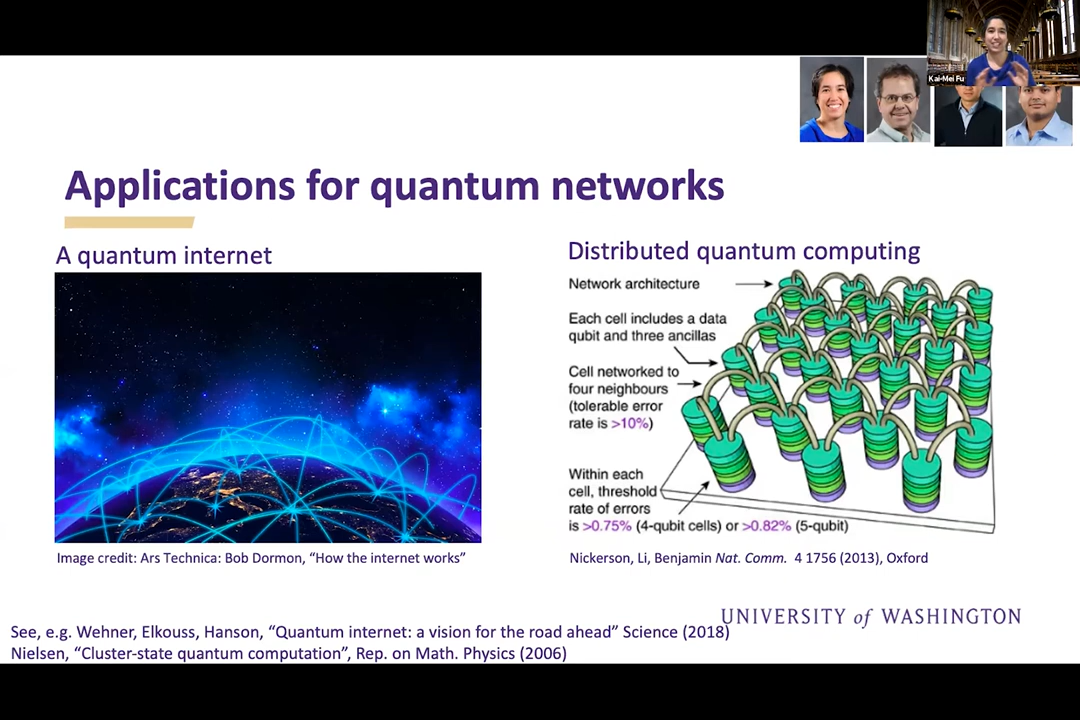 Kai-Mei Fu
Applications for quantum networks
A quantum internet
Image credit: Ars Technica: Bob Dormon, “How the internet works”
Distributed quantum computing
Network architecture
Each cell includes a data
qubit and three ancillas
Cell networked to
four neighbours
(tolerable error
rate is >10%)
Within each
cell, threshold
rate of errors
is >0.75% (4-qubit cells) or >0.82% (5-qubit)
Nickerson, Li, Benjamin Nat. Comm. 4 1756 (2013), Oxford
UNIVERSITY of WASHINGTON
See, e.g. Wehner, Elkouss, Hanson, “Quantum internet: a vision for the road ahead” Science (2018)
Nielsen, “Cluster-state quantum computation”, Rep. on Math. Physics (2006)